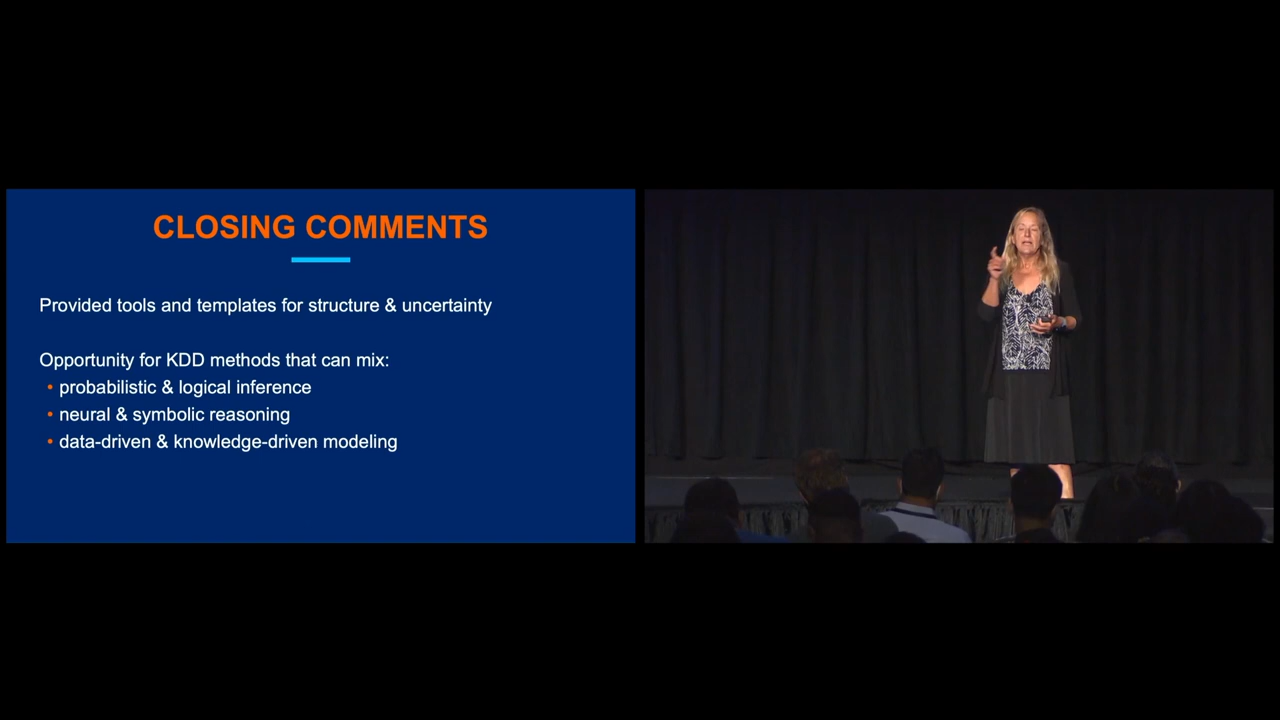 CLOSING COMMENTS
Provided tools and templates for structure & uncertainty
Opportunity for KDD methods that can mix:
• probabilistic & logical inference
• neural & symbolic reasoning
• data-driven & knowledge-driven modeling